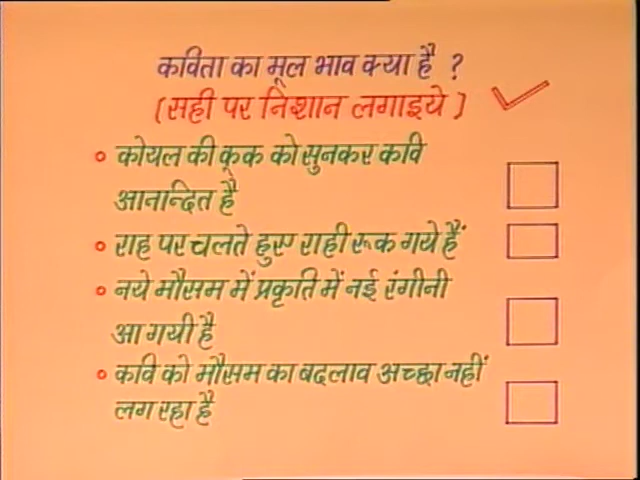 कविता का मूल भाव क्या है ?
(सही पर निशान लगाइये)
कोयल की कूक को सुनकर कवि
आनान्दित है
राह पर चलते हुए राही रूक गये हैं
नये मौसम में प्रकृति में नई रंगीनी
आ गयी है
कवि को मौसम का बदलाव अच्छा नहीं
लग रहा है